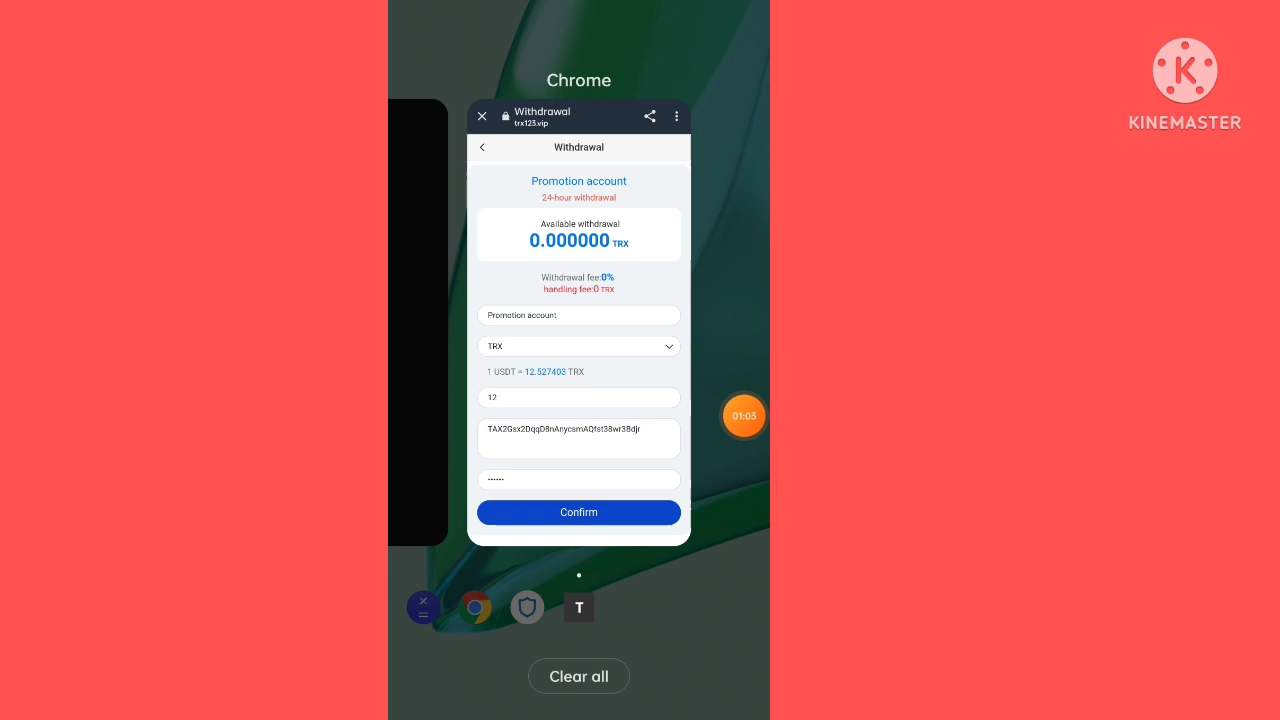 Chrome
Withdrawal
trx123.vip
Withdrawal
Promotion account
24-hour withdrawal
Available withdrawal
0.000000 TRX
Withdrawal fee:0%
handling fee:0 TRX
Promotion account
TRX
1 USDT = 12.527403 TRX
12
TAX2Gsx2DqqD8nAnycsmAQfst38wr3Bdjr
Confirm
01:03
T
Clear all
K
KINEMASTER